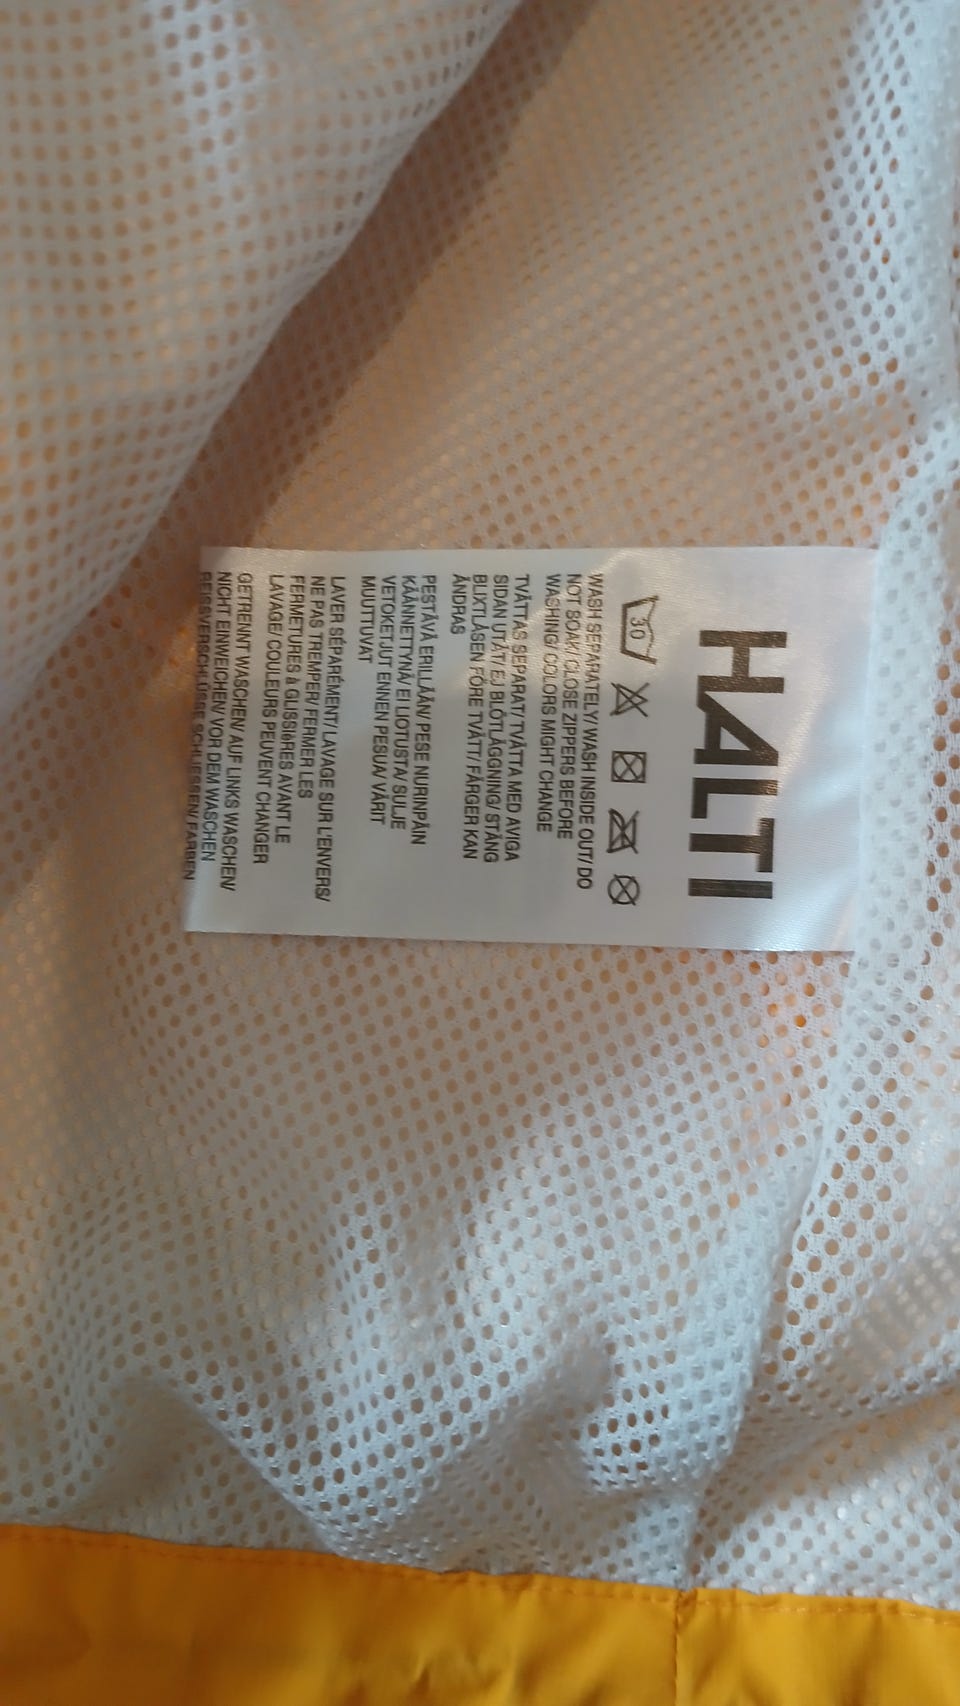 HALTI
30
WASH SEPARATELY/ WASH INSIDE OUT/ DO
NOT SOAK/ CLOSE ZIPPERS BEFORE
WASHING/ COLORS MIGHT CHANGE
TVÄTTAS SEPARAT/ TVÄTTA MED AVIGA
SIDAN UTÅT/ EJ BLÖTLÄGGNING/ STÄNG
BLIXTLÅSEN FÖRE TVÄTT/ FÄRGER KAN
ÄNDRAS
PESTÄVÄ ERILLÄÄN/ PESE NURINPÄIN
KÄÄNNETTYNÄ/ EI LIOTUSTA/ SULJE
VETOKETJUT ENNEN PESUA/ VÄRIT
MUUTTUVAT
LAVER SÉPARÉMENT/ LAVAGE SUR L'ENVERS/
NE PAS TREMPER/ FERMER LES
FERMETURES à GLISSIèRES AVANT LE
LAVAGE/ COULEURS PEUVENT CHANGER
GETRENNT WASCHEN/ AUF LINKS WASCHEN/
NICHT EINWEICHEN/ VOR DEM WASCHEN
REISSVERSCHLÜSSE SCHLIESSEN/ FARBEN